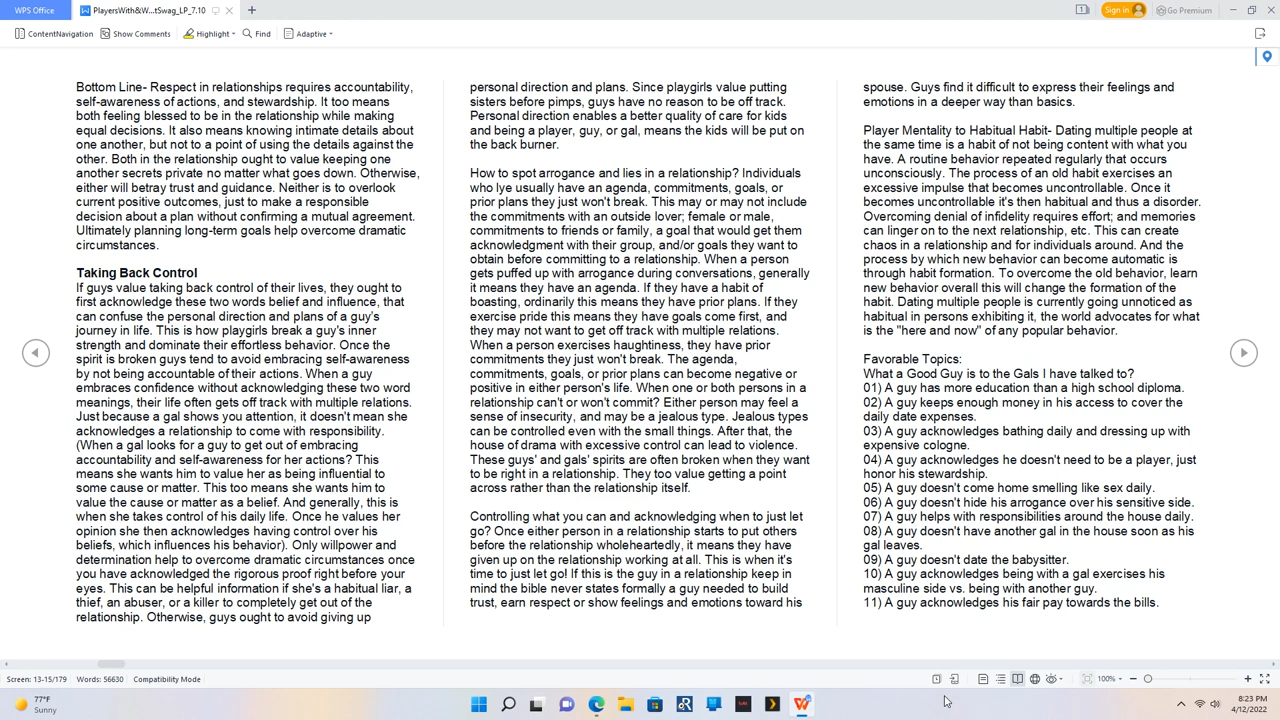 WPS Office
PlayersWith&W...tSwag_LP_7.10
Sign in
Go Premium
ContentNavigation
Show Comments
Highlight
Find
Adaptive
Bottom Line- Respect in relationships requires accountability,
self-awareness of actions, and stewardship. It too means
both feeling blessed to be in the relationship while making
equal decisions. It also means knowing intimate details about
one another, but not to a point of using the details against the
other. Both in the relationship ought to value keeping one
another secrets private no matter what goes down. Otherwise,
either will betray trust and guidance. Neither is to overlook
current positive outcomes, just to make a responsible
decision about a plan without confirming a mutual agreement.
Ultimately planning long-term goals help overcome dramatic
circumstances.
Taking Back Control
If guys value taking back control of their lives, they ought to
first acknowledge these two words belief and influence, that
can confuse the personal direction and plans of a guy's
journey in life. This is how playgirls break a guy's inner
strength and dominate their effortless behavior. Once the
spirit is broken guys tend to avoid embracing self-awareness
by not being accountable of their actions. When a guy
embraces confidence without acknowledging these two word
meanings, their life often gets off track with multiple relations.
Just because a gal shows you attention, it doesn't mean she
acknowledges a relationship to come with responsibility.
(When a gal looks for a guy to get out of embracing
accountability and self-awareness for her actions? This
means she wants him to value her as being influential to
some cause or matter. This too means she wants him to
value the cause or matter as a belief. And generally, this is
when she takes control of his daily life. Once he values her
opinion she then acknowledges having control over his
beliefs, which influences his behavior). Only willpower and
determination help to overcome dramatic circumstances once
you have acknowledged the rigorous proof right before your
eyes. This can be helpful information if she's a habitual liar, a
thief, an abuser, or a killer to completely get out of the
relationship. Otherwise, guys ought to avoid giving up
personal direction and plans. Since playgirls value putting
sisters before pimps, guys have no reason to be off track.
Personal direction enables a better quality of care for kids
and being a player, guy, or gal, means the kids will be put on
the back burner.
How to spot arrogance and lies in a relationship? Individuals
who lye usually have an agenda, commitments, goals, or
prior plans they just won't break. This may or may not include
the commitments with an outside lover; female or male,
commitments to friends or family, a goal that would get them
acknowledgment with their group, and/or goals they want to
obtain before committing to a relationship. When a person
gets puffed up with arrogance during conversations, generally
it means they have an agenda. If they have a habit of
boasting, ordinarily this means they have prior plans. If they
exercise pride this means they have goals come first, and
they may not want to get off track with multiple relations.
When a person exercises haughtiness, they have prior
commitments they just won't break. The agenda,
commitments, goals, or prior plans can become negative or
positive in either person's life. When one or both persons in a
relationship can't or won't commit? Either person may feel a
sense of insecurity, and may be a jealous type. Jealous types
can be controlled even with the small things. After that, the
house of drama with excessive control can lead to violence.
These guys' and gals' spirits are often broken when they want
to be right in a relationship. They too value getting a point
across rather than the relationship itself.
Controlling what you can and acknowledging when to just let
go? Once either person in a relationship starts to put others
before the relationship wholeheartedly, it means they have
given up on the relationship working at all. This is when it's
time to just let go! If this is the guy in a relationship keep in
mind the bible never states formally a guy needed to build
trust, earn respect or show feelings and emotions toward his
spouse. Guys find it difficult to express their feelings and
emotions in a deeper way than basics.
Player Mentality to Habitual Habit- Dating multiple people at
the same time is a habit of not being content with what you
have. A routine behavior repeated regularly that occurs
unconsciously. The process of an old habit exercises an
excessive impulse that becomes uncontrollable. Once it
becomes uncontrollable it's then habitual and thus a disorder.
Overcoming denial of infidelity requires effort; and memories
can linger on to the next relationship, etc. This can create
chaos in a relationship and for individuals around. And the
process by which new behavior can become automatic is
through habit formation. To overcome the old behavior, learn
new behavior overall this will change the formation of the
habit. Dating multiple people is currently going unnoticed as
habitual in persons exhibiting it, the world advocates for what
is the "here and now" of any popular behavior.
Favorable Topics:
What a Good Guy is to the Gals I have talked to?
01) A guy has more education than a high school diploma.
02) A guy keeps enough money in his access to cover the
daily date expenses.
03) A guy acknowledges bathing daily and dressing up with
expensive cologne.
04) A guy acknowledges he doesn't need to be a player, just
honor his stewardship.
05) A guy doesn't come home smelling like sex daily.
06) A guy doesn't hide his arrogance over his sensitive side.
07) A guy helps with responsibilities around the house daily.
08) A guy doesn't have another gal in the house soon as his
gal leaves.
09) A guy doesn't date the babysitter.
10) A guy acknowledges being with a gal exercises his
masculine side vs. being with another guy.
11) A guy acknowledges his fair pay towards the bills.
Screen: 13-15/179
Words: 56630
Compatibility Mode
100%
77°F
Sunny
6:23 PM
4/12/2022